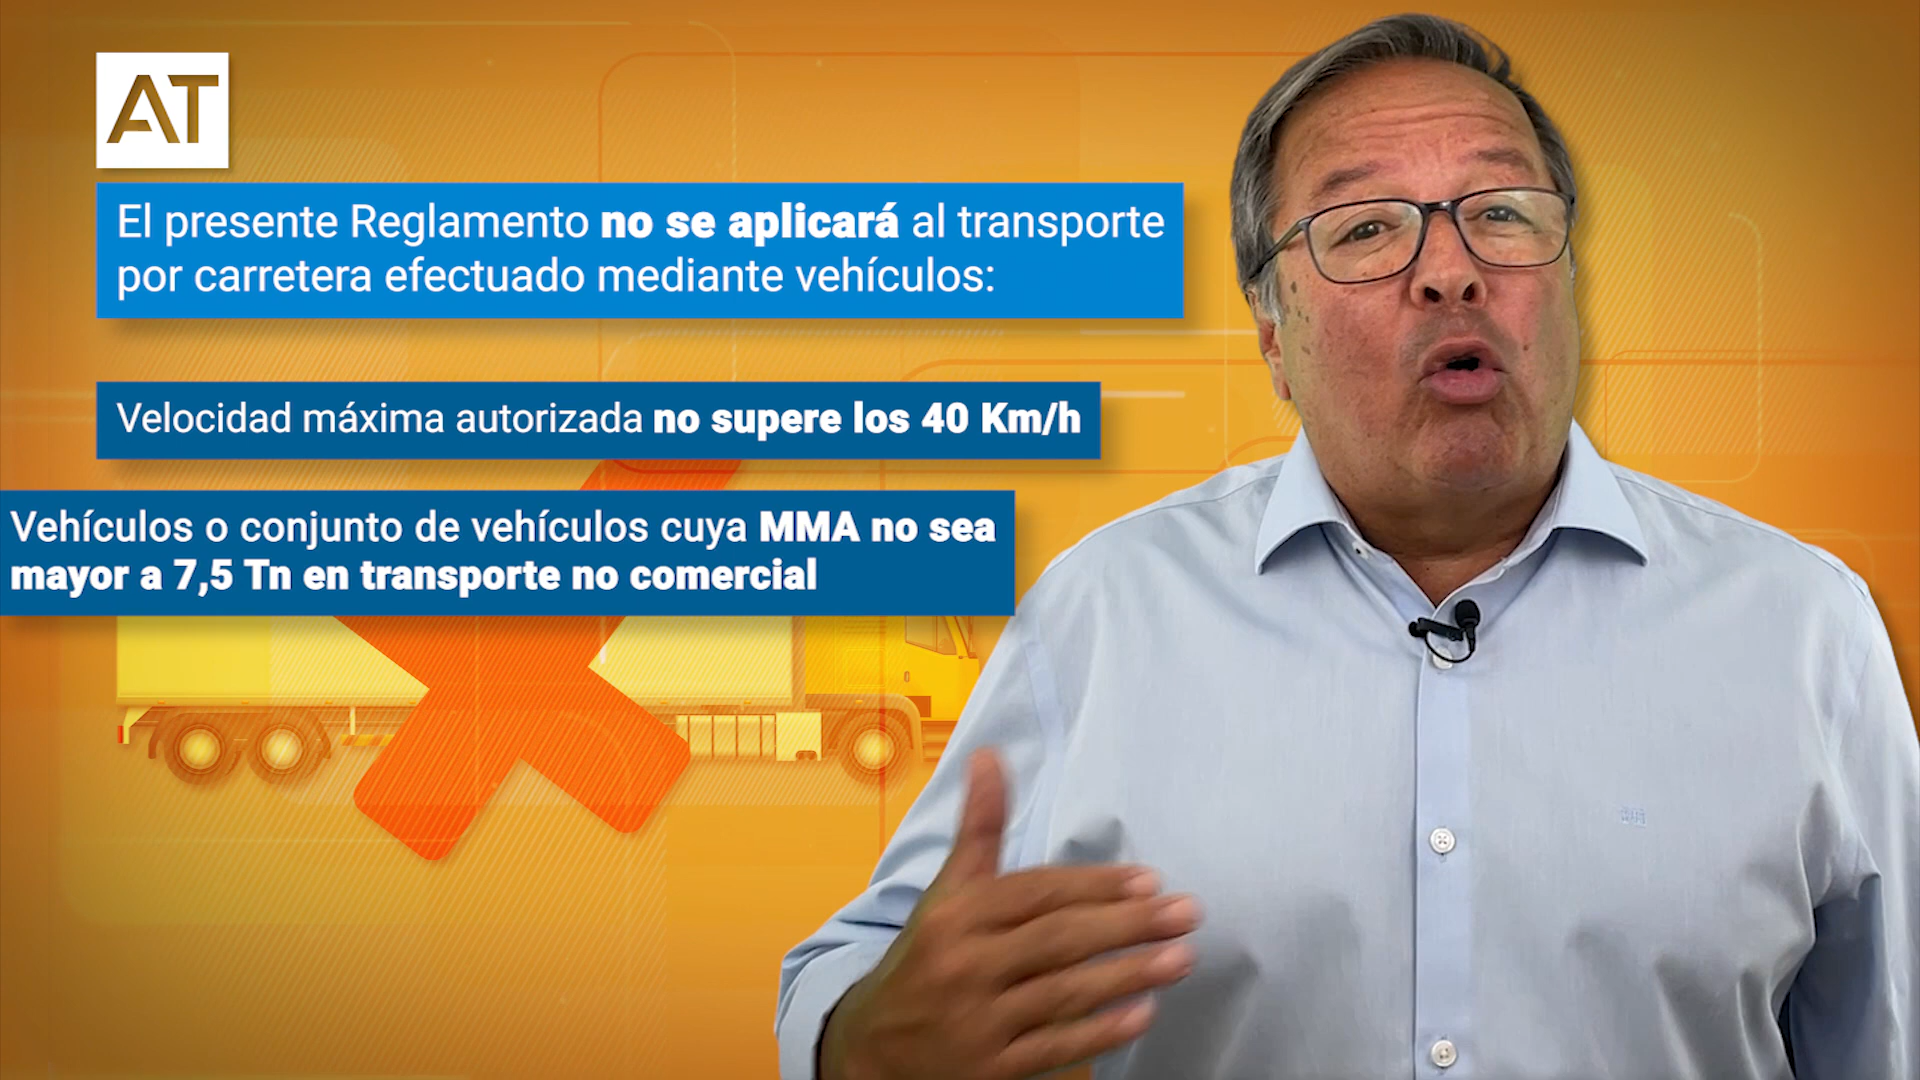 AT
El presente Reglamento no se aplicará al transporte
por carretera efectuado mediante vehículos:
Velocidad máxima autorizada no supere los 40 Km/h
Vehículos o conjunto de vehículos cuya MMA no sea
mayor a 7,5 Tn en transporte no comercial